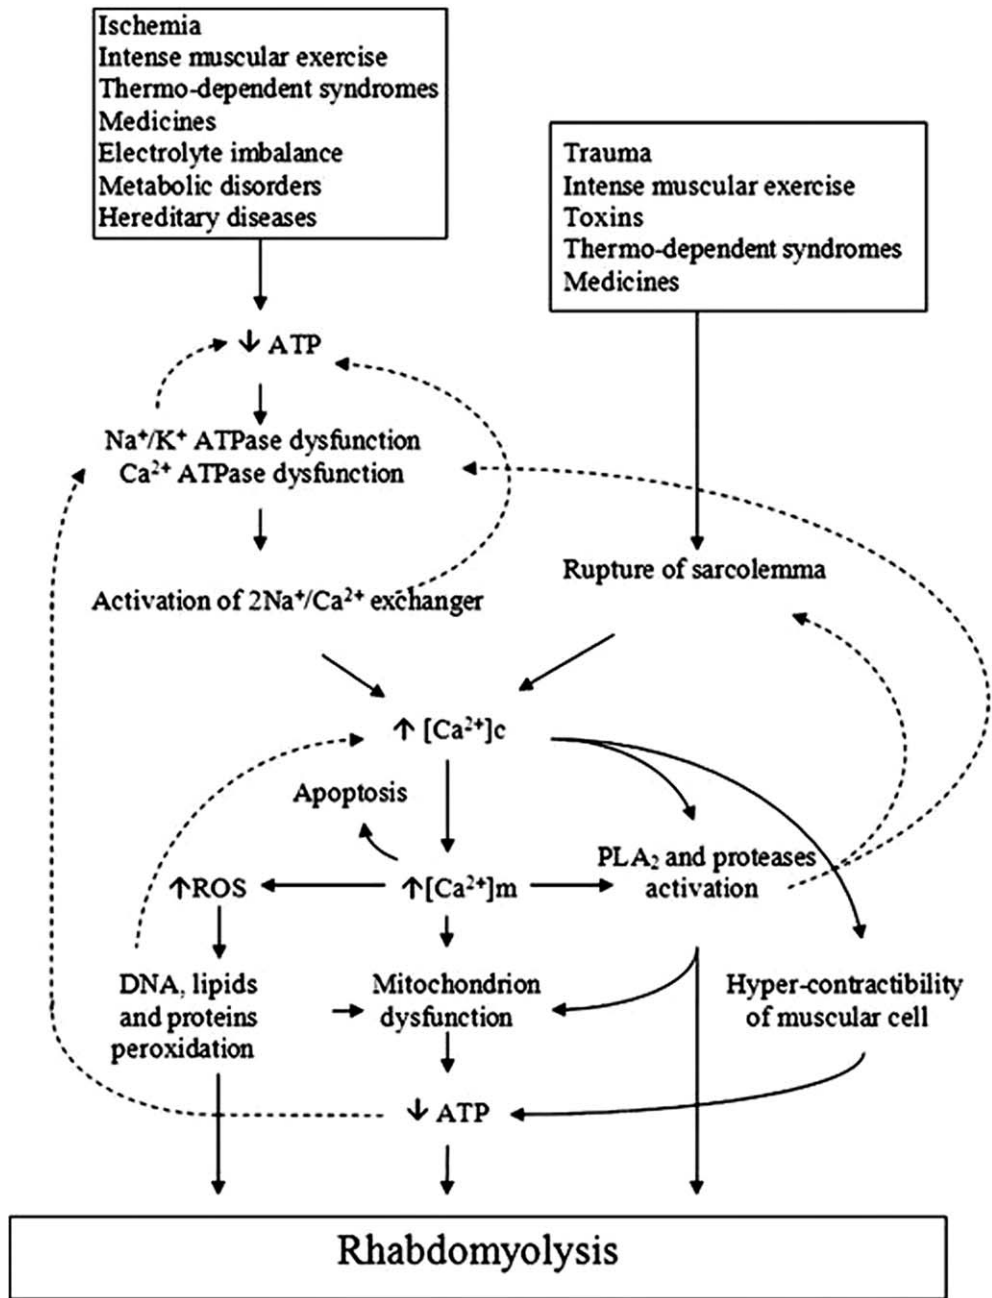 Ischemia
Intense muscular exercise
Thermo-dependent syndromes
Medicines
Electrolyte imbalance
Metabolic disorders
Hereditary diseases
Trauma
Intense muscular exercise
Toxins
Thermo-dependent syndromes
Medicines
↓ ATP
Na⁺/K⁺ ATPase dysfunction
Ca²⁺ ATPase dysfunction
Rupture of sarcolemma
Activation of 2Na⁺/Ca²⁺ exchanger
↑ [Ca²⁺]c
Apoptosis
PLA₂ and proteases
activation
↑ROS
↑[Ca²⁺]m
DNA, lipids
and proteins
peroxidation
Mitochondrion
dysfunction
Hyper-contractibility
of muscular cell
↓ ATP
Rhabdomyolysis